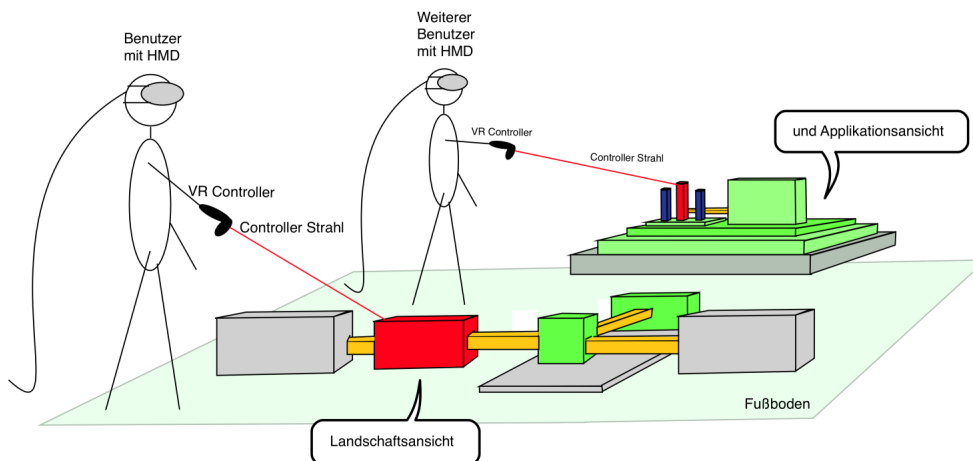 Benutzer
mit HMD
Weiterer
Benutzer
mit HMD
VR Controller
Controller Strahl
und Applikationsansicht
VR Controller
Controller Strahl
Landschaftsansicht
Fußboden